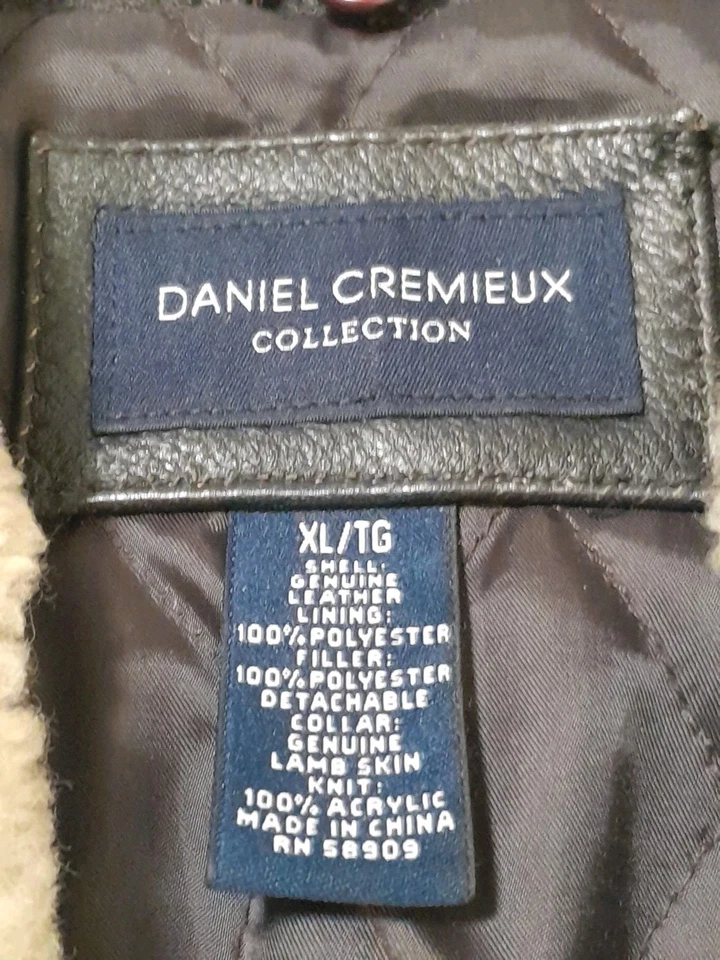 DANIEL CREMIEUX
COLLECTION
XL/TG
SHELL:
GENUINE
LEATHER
LINING:
100% POLYESTER
FILLER:
100% POLYESTER
DETACHABLE
COLLAR:
GENUINE
LAMB SKIN
KNIT:
100% ACRYLIC
MADE IN CHINA
RN 58909